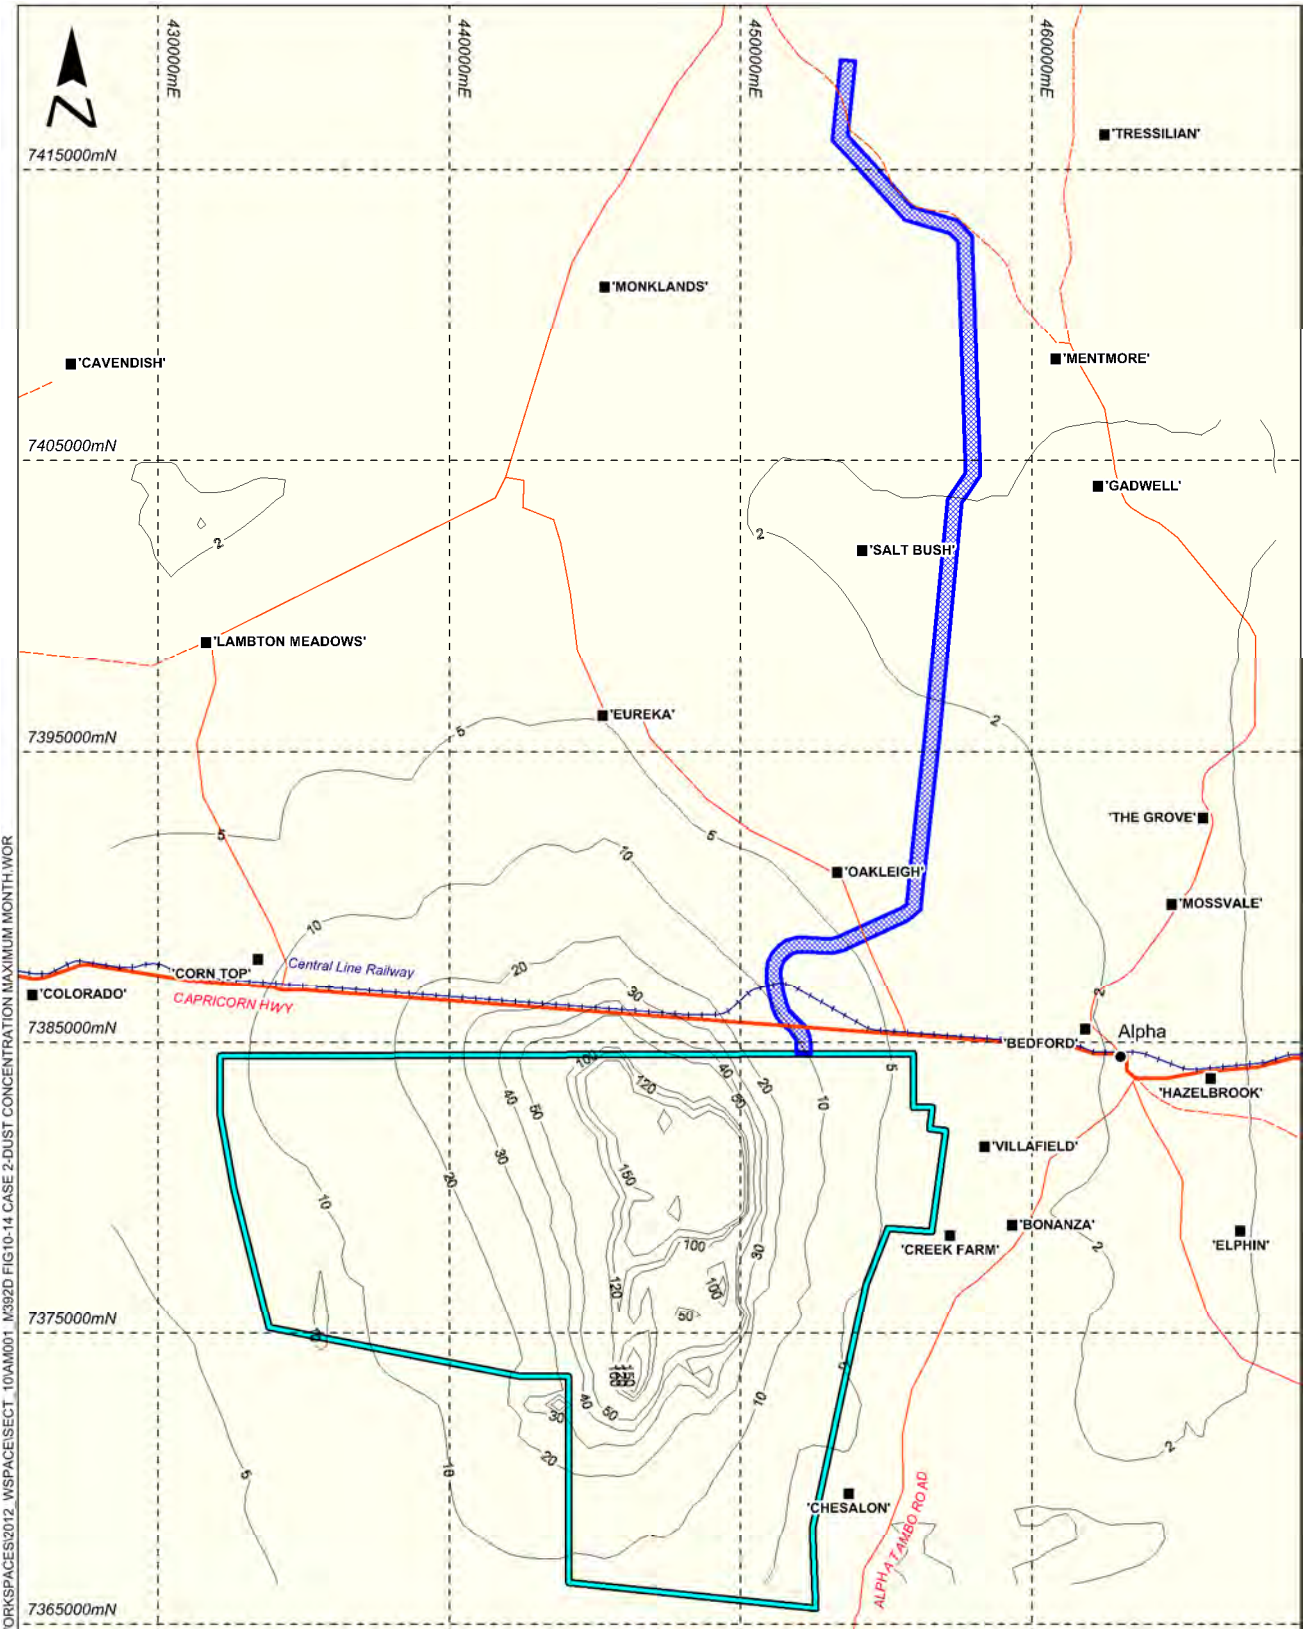 430000mE
440000mE
450000mE
460000mE
N
'TRESSILIAN'
7415000mN
'MONKLANDS'
'CAVENDISH'
'MENTMORE'
7405000mN
'GADWELL'
2
2
'SALT BUSH'
'LAMBTON MEADOWS'
'EUREKA'
5
2
7395000mN
'THE GROVE'
5
5
10
'OAKLEIGH'
'MOSSVALE'
10
'CORN TOP'
Central Line Railway
20
30
'COLORADO'
CAPRICORN HWY
2
7385000mN
'BEDFORD'
Alpha
100
120
40
20
5
'HAZELBROOK'
40
50
50
10
30
'VILLAFIELD'
20
150
10
'BONANZA'
100
30
'CREEK FARM'
2
'ELPHIN'
120
100
50
7375000mN
10
5
150
40
50
10
30
20
2
5
10
'CHESALON'
ALPHA TAMBO ROAD
7365000mN
ORKSPACES\2012_WSPACE\SECT_10\AM001_M392D FIG10-14 CASE 2-DUST CONCENTRATION MAXIMUM MONTH.WOR